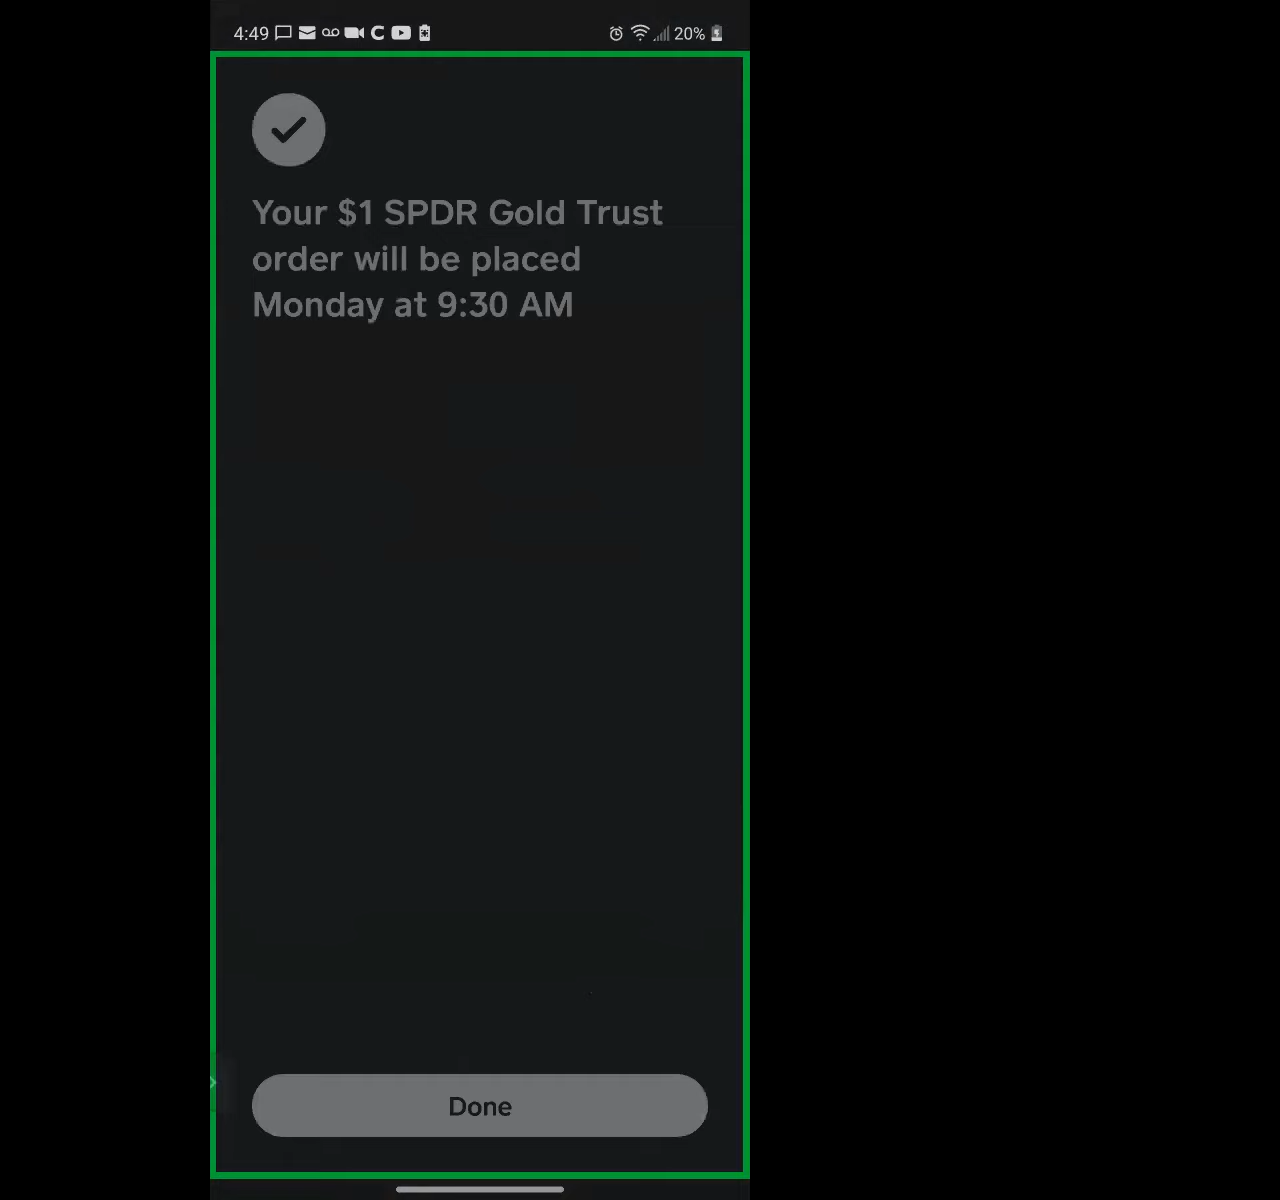 4:49 20%
Your $1 SPDR Gold Trust
order will be placed
Monday at 9:30 AM
Done